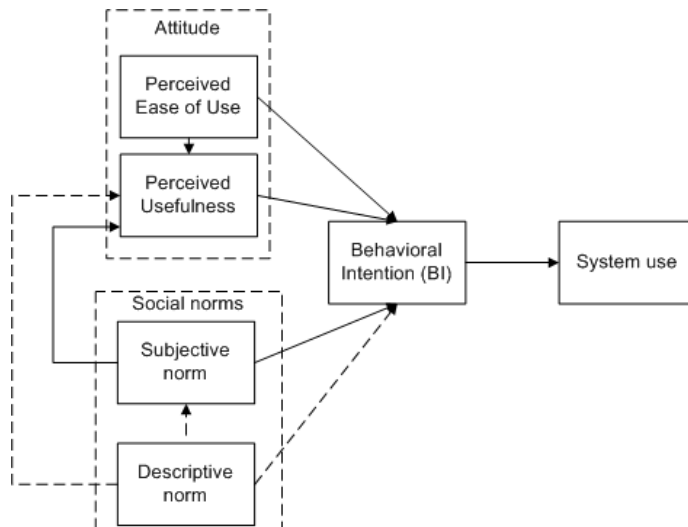 Attitude
Perceived
Ease of Use
Perceived
Usefulness
Behavioral
Intention (BI)
System use
Social norms
Subjective
norm
Descriptive
norm